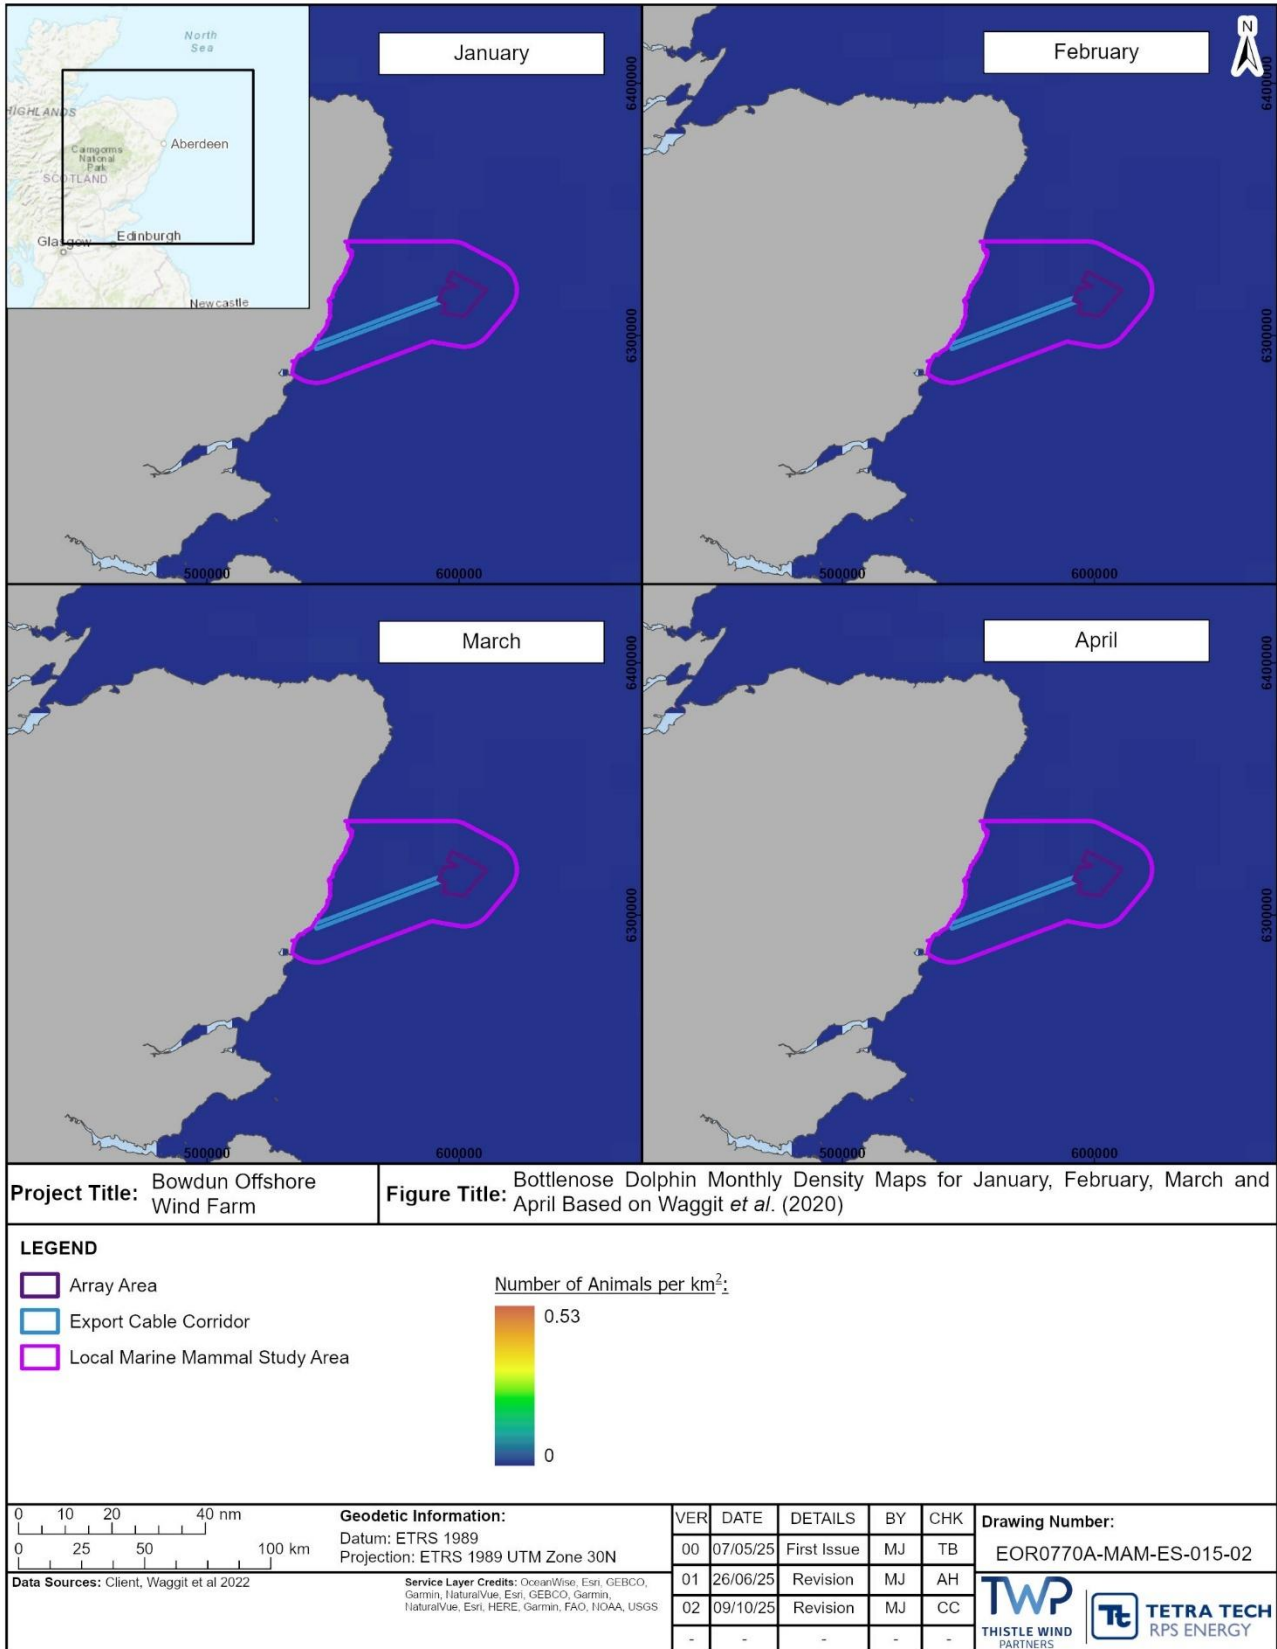 North
Sea
HIGHLANDS
Cairngorms
National
Park
SCOTLAND
Aberdeen
Glasgow
Edinburgh
Newcastle
January
February
N
6400000
6300000
500000
600000
500000
600000
March
April
6400000
6300000
500000
600000
500000
600000
6400000
6300000
6400000
6300000
Project Title: Bowdun Offshore
Wind Farm
Figure Title: Bottlenose Dolphin Monthly Density Maps for January, February, March and
April Based on Waggit et al. (2020)
LEGEND
Array Area
Export Cable Corridor
Local Marine Mammal Study Area
Number of Animals per km²:
0.53
0
0 10 20 40 nm
0 25 50 100 km
Geodetic Information:
Datum: ETRS 1989
Projection: ETRS 1989 UTM Zone 30N
Data Sources: Client, Waggit et al 2022
Service Layer Credits: OceanWise, Esri, GEBCO,
Garmin, NaturalVue, Esri, GEBCO, Garmin,
NaturalVue, Esri, HERE, Garmin, FAO, NOAA, USGS
VER DATE DETAILS BY CHK
00 07/05/25 First Issue MJ TB
01 26/06/25 Revision MJ AH
02 09/10/25 Revision MJ CC
- - - - -
Drawing Number:
EOR0770A-MAM-ES-015-02
TWP
THISTLE WIND
PARTNERS
Tt
TETRA TECH
RPS ENERGY